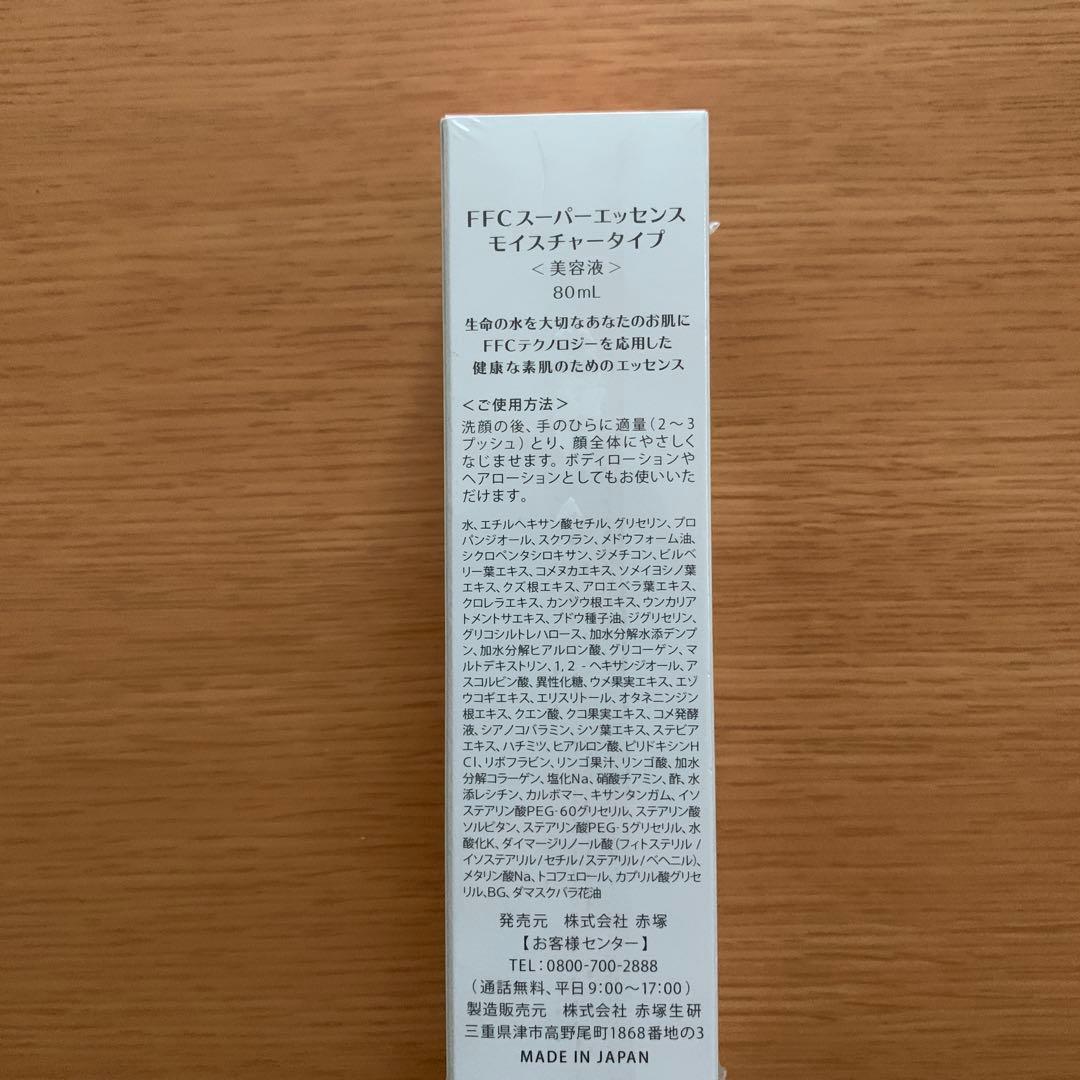 FFCスーパーエッセンス
モイスチャータイプ
＜美容液＞
80mL
生命の水を大切なあなたのお肌に
FFCテクノロジーを応用した
健康な素肌のためのエッセンス
＜ご使用方法＞
洗顔の後、手のひらに適量(2～3
プッシュ)とり、顔全体にやさしく
なじませます。ボディローションや
ヘアローションとしてもお使いいた
だけます。
水、エチルヘキサン酸セチル、グリセリン、プロ
パンジオール、スクワラン、メドウフォーム油、
シクロペンタシロキサン、ジメチコン、ビルベ
リー葉エキス、コメヌカエキス、ソメイヨシノ葉
エキス、クズ根エキス、アロエベラ葉エキス、
クロレラエキス、カンゾウ根エキス、ウンカリア
トメントサエキス、ブドウ種子油、ジグリセリン、
グリコシルトレハロース、加水分解水添デンプ
ン、加水分解ヒアルロン酸、グリコーゲン、マ
ルトデキストリン、1,2-ヘキサンジオール、ア
スコルビン酸、異性化糖、ウメ果実エキス、エゾ
ウコギエキス、エリスリトール、オタネニンジン
根エキス、クエン酸、クコ果実エキス、コメ発酵
液、シアノコバラミン、シソ葉エキス、ステビア
エキス、ハチミツ、ヒアルロン酸、ピリドキシンH
Cl、リボフラビン、リンゴ果汁、リンゴ酸、加水
分解コラーゲン、塩化Na、硝酸チアミン、酢、水
添レシチン、カルボマー、キサンタンガム、イソ
ステアリン酸PEG-60グリセリル、ステアリン酸
ソルビタン、ステアリン酸PEG-5グリセリル、水
酸化K、ダイマージリノール酸(フィトステリル/
イソステアリル/セチル/ステアリル/ベヘニル)、
メタリン酸Na、トコフェロール、カプリル酸グリセ
リル、BG、ダマスクバラ花油
発売元 株式会社 赤塚
【お客様センター】
TEL:0800-700-2888
(通話無料、平日9:00～17:00)
製造販売元 株式会社 赤塚生研
三重県津市高野尾町1868番地の3
MADE IN JAPAN